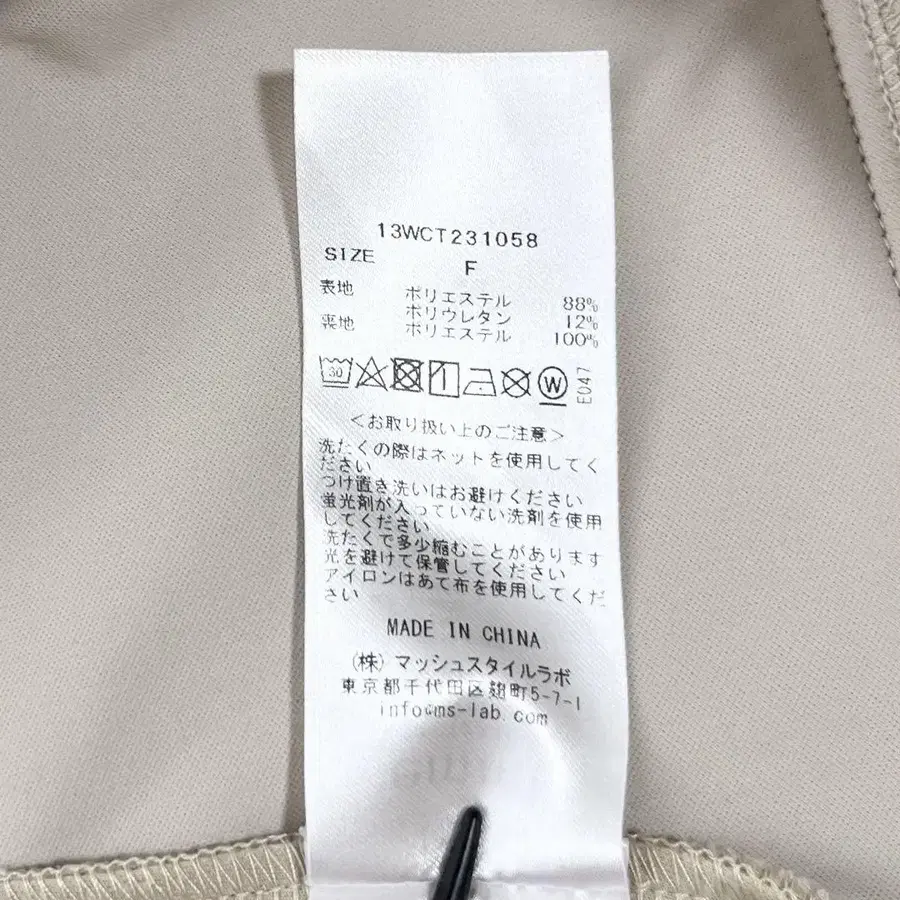 13WCT231058
SIZE
F
表地 ポリエステル 88%
ポリウレタン 12%
裏地 ポリエステル 100%
30 W E047
<お取り扱い上のご注意>
洗たくの際はネットを使用してく
ださい
つけ置き洗いはお避けください
蛍光剤が入っていない洗剤を使用
してください
洗たくで多少縮むことがあります
光を避けて保管してください
アイロンはあて布を使用してくだ
さい
MADE IN CHINA
(株)マッシュスタイルラボ
東京都千代田区麹町5-7-1
info@ms-lab.com